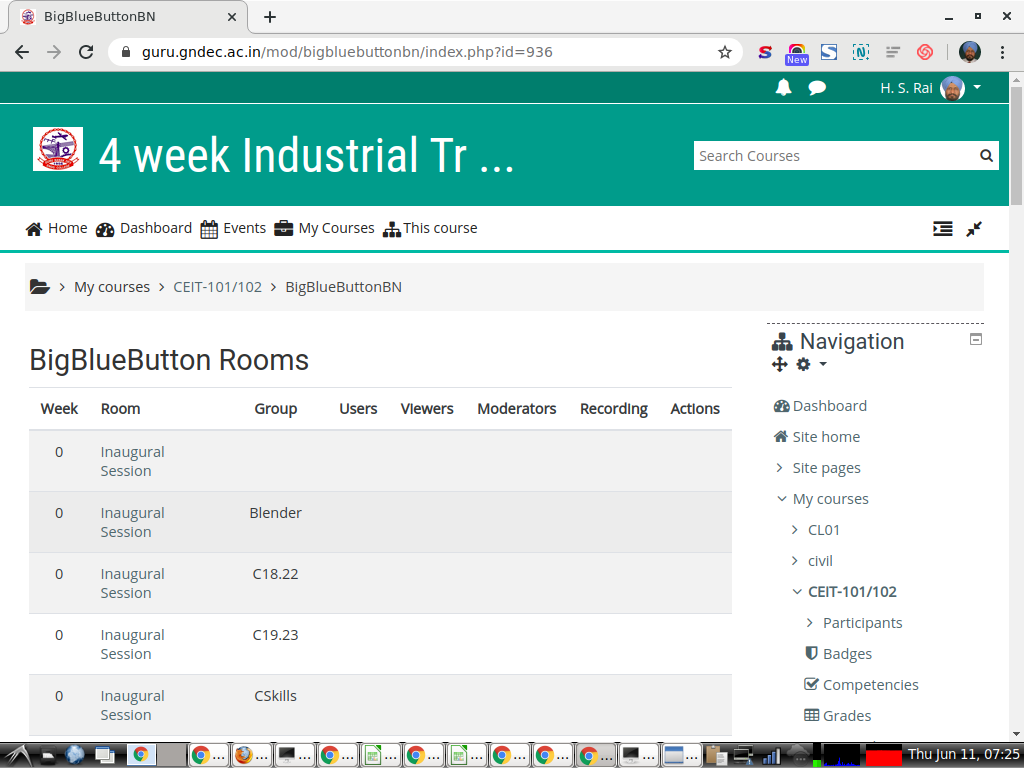 BigBlueButtonBN
guru.gndec.ac.in/mod/bigbluebuttonbn/index.php?id=936
New
H. S. Rai
4 week Industrial Tr ...
Search Courses
Home Dashboard Events My Courses This course
My courses CEIT-101/102 BigBlueButtonBN
BigBlueButton Rooms
Week Room Group Users Viewers Moderators Recording Actions
0 Inaugural
Session
0 Inaugural Blender
Session
0 Inaugural C18.22
Session
0 Inaugural C19.23
Session
0 Inaugural CSkills
Session
Navigation
Dashboard
Site home
Site pages
My courses
CL01
civil
CEIT-101/102
Participants
Badges
Competencies
Grades
... ... ... ... ... ... ... ... ... ... ... ...
Thu Jun 11, 07:25